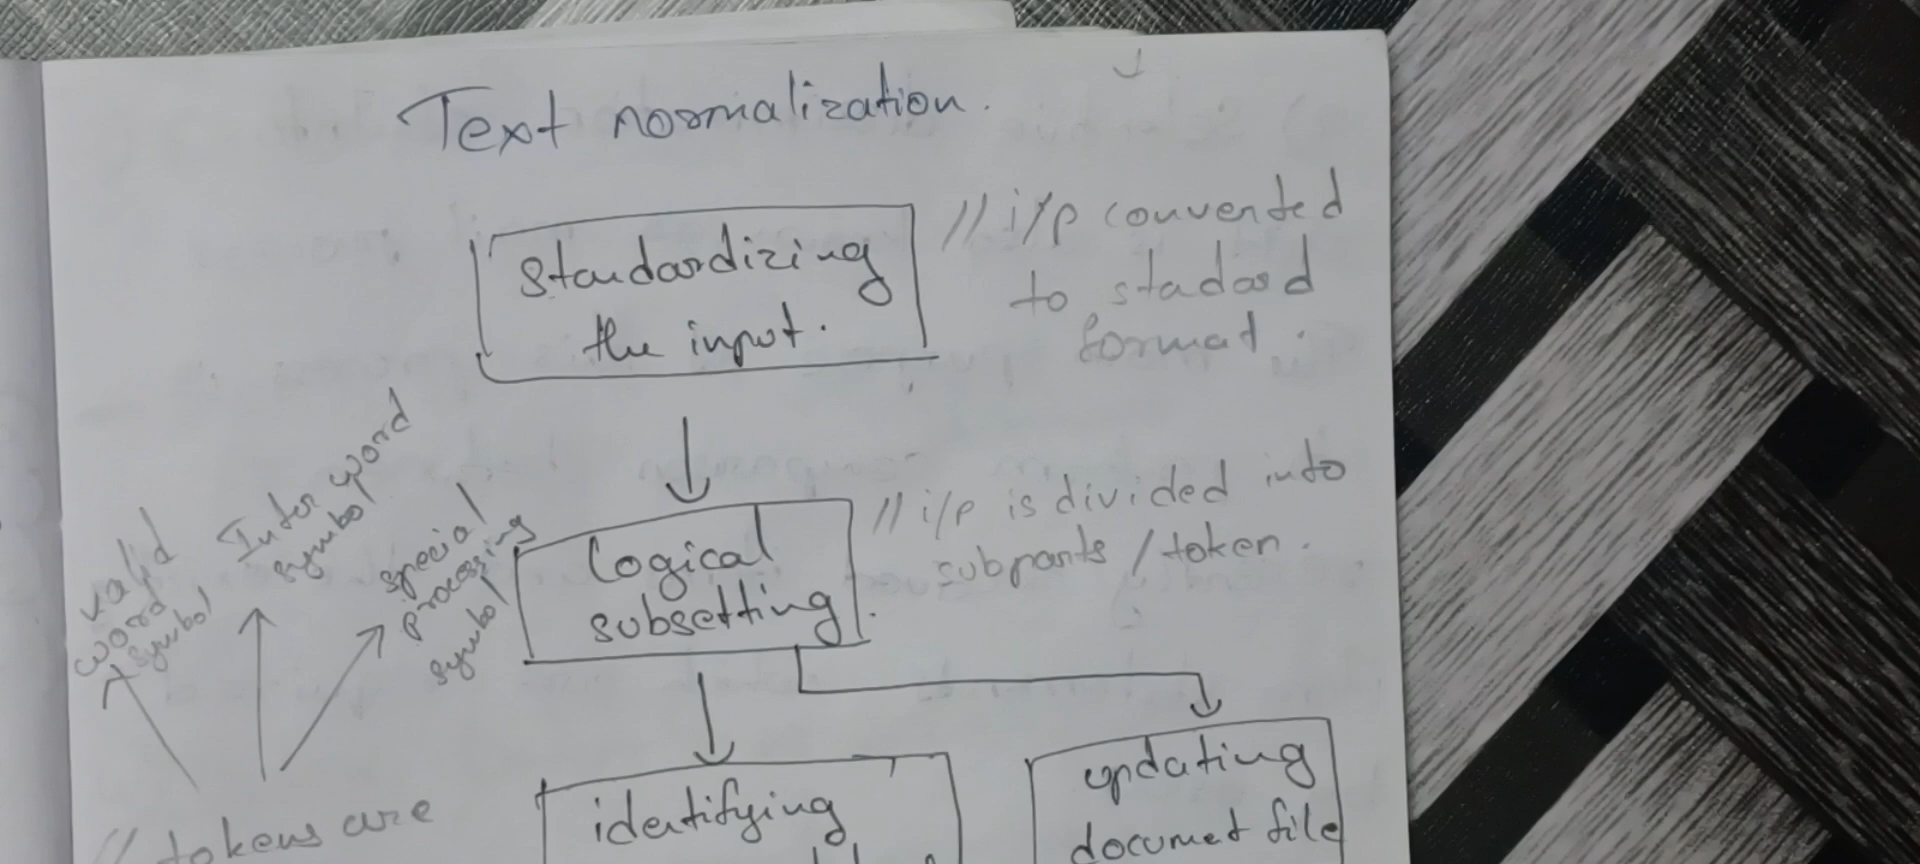 Text normalization.
Standardizing
the input.
// i/p converted
to stadard
format.
Logical
subsetting
// i/p is divided into
subparts / token.
valid
word
symbol
Inter word
symbol
special
processing
symbol
// tokens are
identifying
updating
documet file